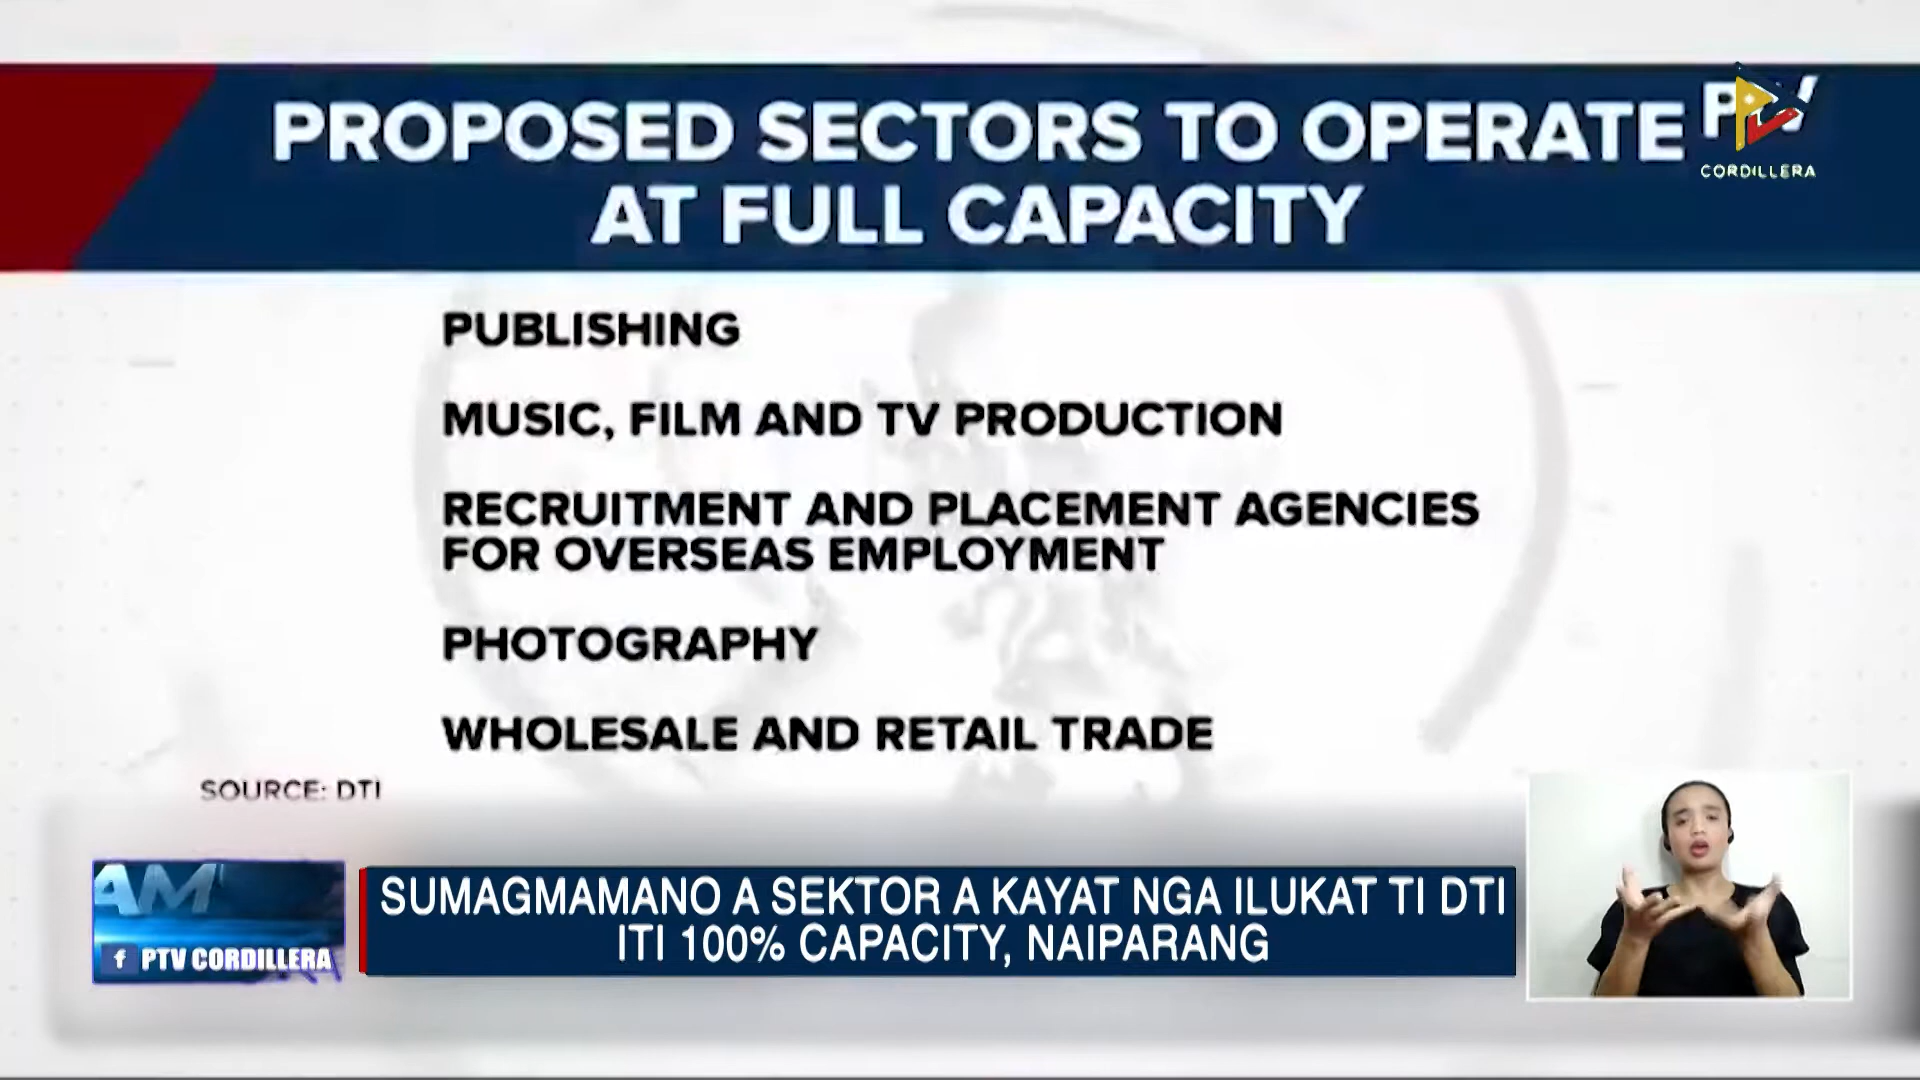 PROPOSED SECTORS TO OPERATE
AT FULL CAPACITY
PTV
CORDILLERA
PUBLISHING
MUSIC, FILM AND TV PRODUCTION
RECRUITMENT AND PLACEMENT AGENCIES
FOR OVERSEAS EMPLOYMENT
PHOTOGRAPHY
WHOLESALE AND RETAIL TRADE
SOURCE: DTI
AM
f PTV CORDILLERA
SUMAGMAMANO A SEKTOR A KAYAT NGA ILUKAT TI DTI
ITI 100% CAPACITY, NAIPARANG